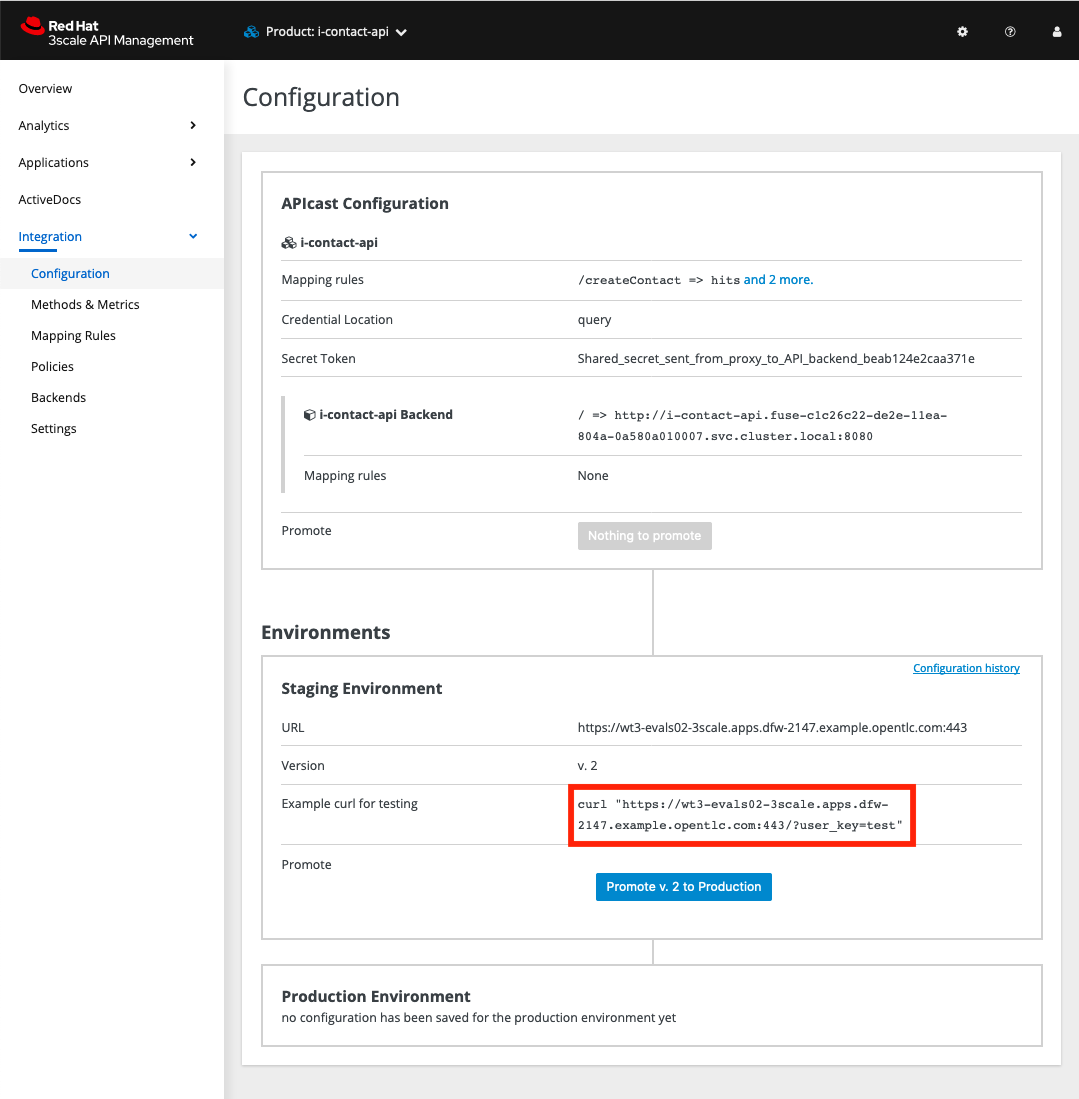 Red Hat
3scale API Management
Product: i-contact-api
Overview
Analytics
Applications
ActiveDocs
Integration
Configuration
Methods & Metrics
Mapping Rules
Policies
Backends
Settings
Configuration
APIcast Configuration
i-contact-api
Mapping rules
/createContact => hits and 2 more.
Credential Location
query
Secret Token
Shared_secret_sent_from_proxy_to_API_backend_beab124e2caa371e
i-contact-api Backend
/ => http://i-contact-api.fuse-c1c26c22-de2e-11ea-
804a-0a580a010007.svc.cluster.local:8080
Mapping rules
None
Promote
Nothing to promote
Environments
Configuration history
Staging Environment
URL
https://wt3-evals02-3scale.apps.dfw-2147.example.opentlc.com:443
Version
v. 2
Example curl for testing
curl "https://wt3-evals02-3scale.apps.dfw-
2147.example.opentlc.com:443/?user_key=test"
Promote
Promote v. 2 to Production
Production Environment
no configuration has been saved for the production environment yet